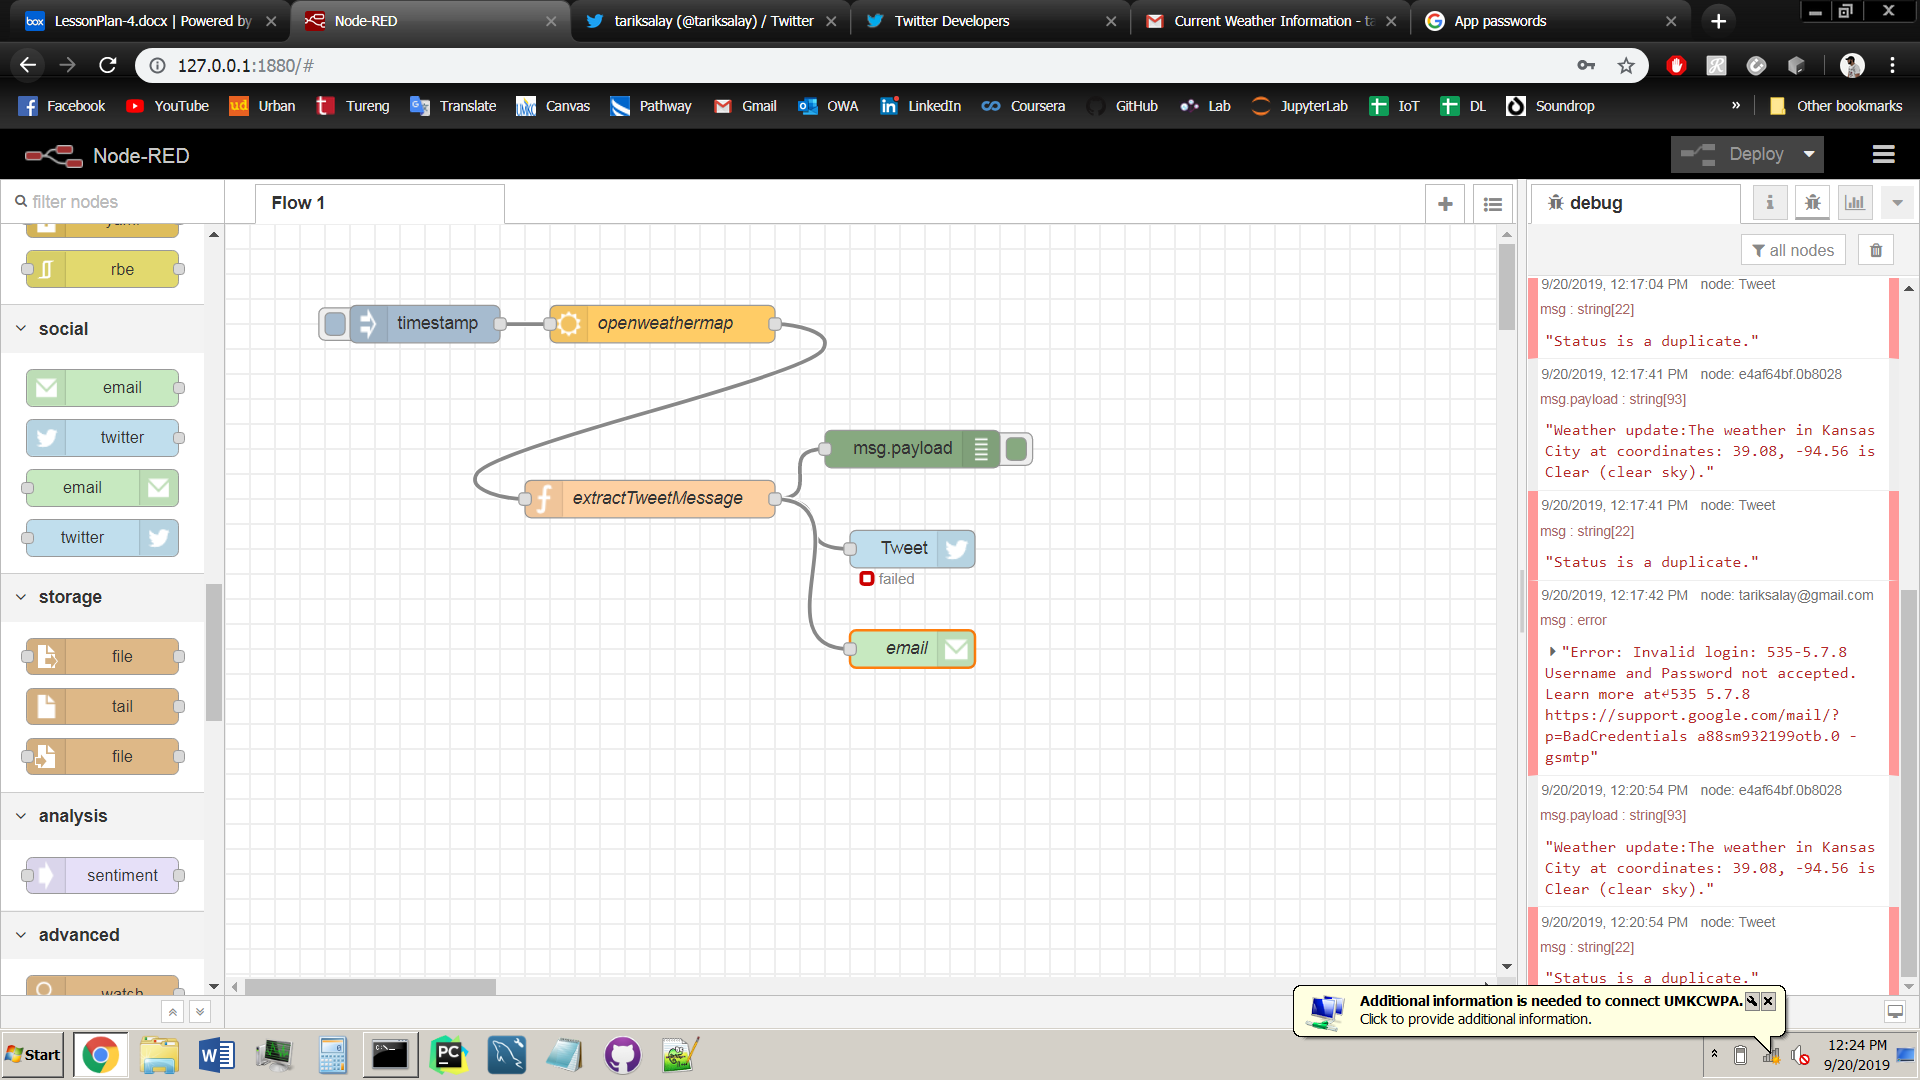 LessonPlan-4.docx | Powered by
Node-RED
tariksalay (@tariksalay) / Twitter
Twitter Developers
Current Weather Information - ta
App passwords
127.0.0.1:1880/#
Facebook
YouTube
Urban
Tureng
Translate
Canvas
Pathway
Gmail
OWA
LinkedIn
Coursera
GitHub
Lab
JupyterLab
IoT
DL
Soundrop
»
Other bookmarks
Node-RED
Deploy
filter nodes
Flow 1
debug
all nodes
rbe
social
email
twitter
email
twitter
storage
file
tail
file
analysis
sentiment
advanced
watch
timestamp
openweathermap
extractTweetMessage
msg.payload
Tweet
failed
email
9/20/2019, 12:17:04 PM node: Tweet
msg : string[22]
"Status is a duplicate."
9/20/2019, 12:17:41 PM node: e4af64bf.0b8028
msg.payload : string[93]
"Weather update:The weather in Kansas
City at coordinates: 39.08, -94.56 is
Clear (clear sky)."
9/20/2019, 12:17:41 PM node: Tweet
msg : string[22]
"Status is a duplicate."
9/20/2019, 12:17:42 PM node: tariksalay@gmail.com
msg : error
"Error: Invalid login: 535-5.7.8
Username and Password not accepted.
Learn more at↵535 5.7.8
https://support.google.com/mail/?
p=BadCredentials a88sm932199otb.0 -
gsmtp"
9/20/2019, 12:20:54 PM node: e4af64bf.0b8028
msg.payload : string[93]
"Weather update:The weather in Kansas
City at coordinates: 39.08, -94.56 is
Clear (clear sky)."
9/20/2019, 12:20:54 PM node: Tweet
msg : string[22]
"Status is a duplicate."
Additional information is needed to connect UMKCWPA.
Click to provide additional information.
Start
12:24 PM
9/20/2019